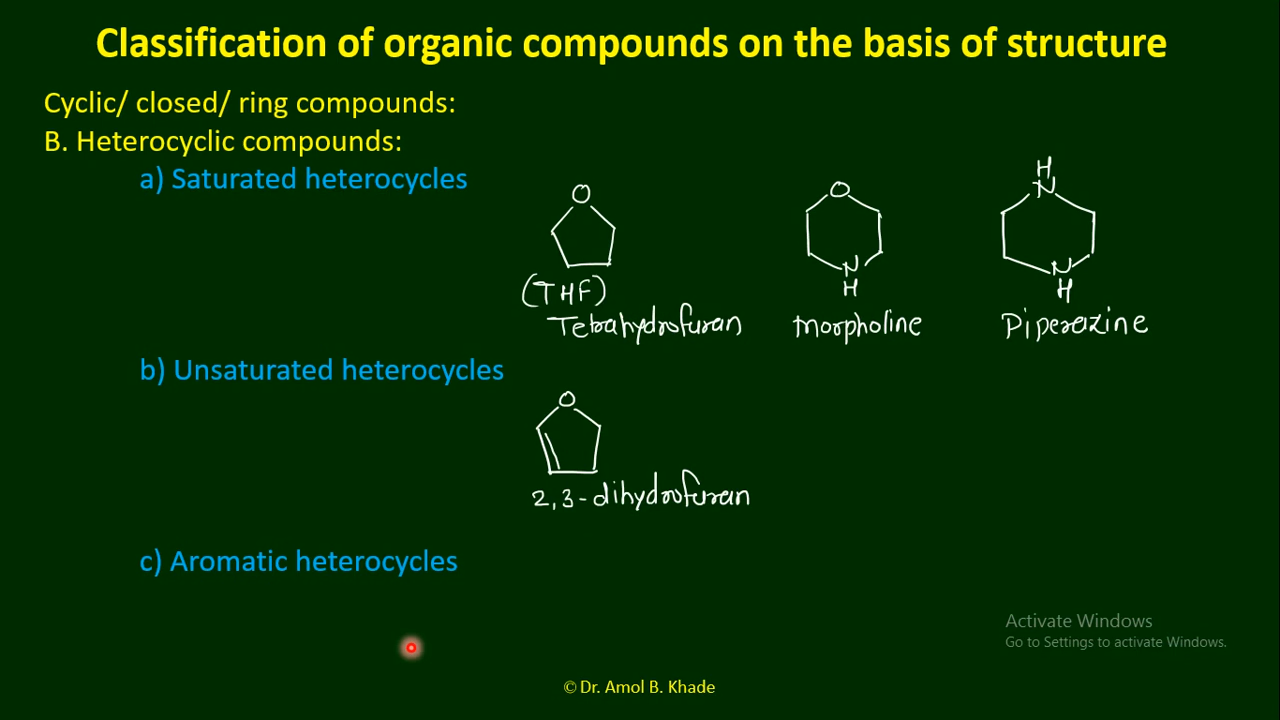 Classification of organic compounds on the basis of structure
Cyclic/ closed/ ring compounds:
B. Heterocyclic compounds:
a) Saturated heterocycles
O
O
H
N
N
H
N
H
(THF)
Tetrahydrofuran
morpholine
Piperazine
b) Unsaturated heterocycles
O
2,3-dihydrofuran
c) Aromatic heterocycles
Activate Windows
Go to Settings to activate Windows.
© Dr. Amol B. Khade